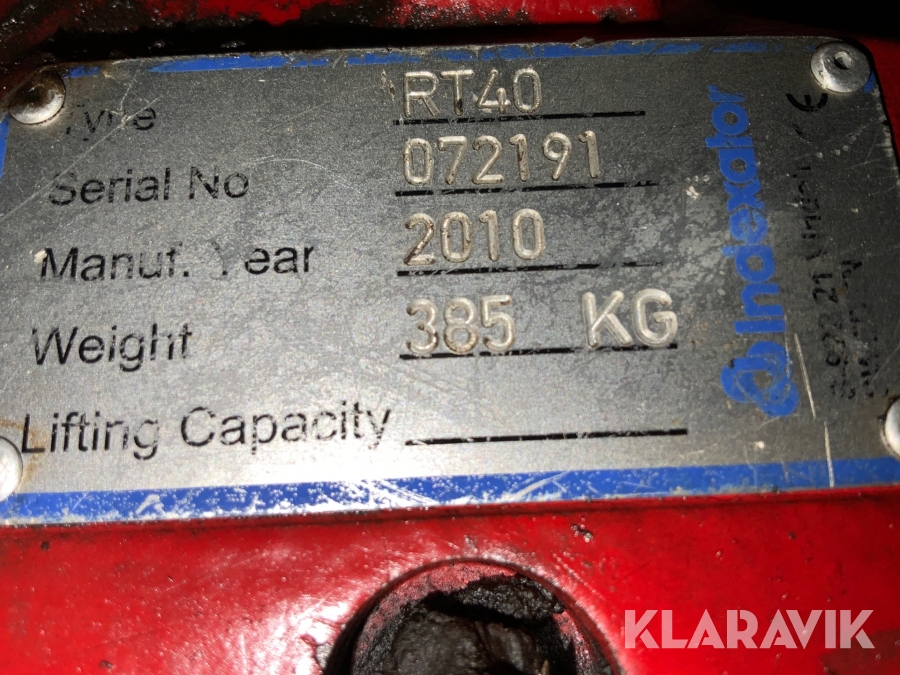 Type RT40
Serial No 072191
Manuf. Year 2010
Weight 385 KG
Lifting Capacity
Indexator
CE
KLARAVIK